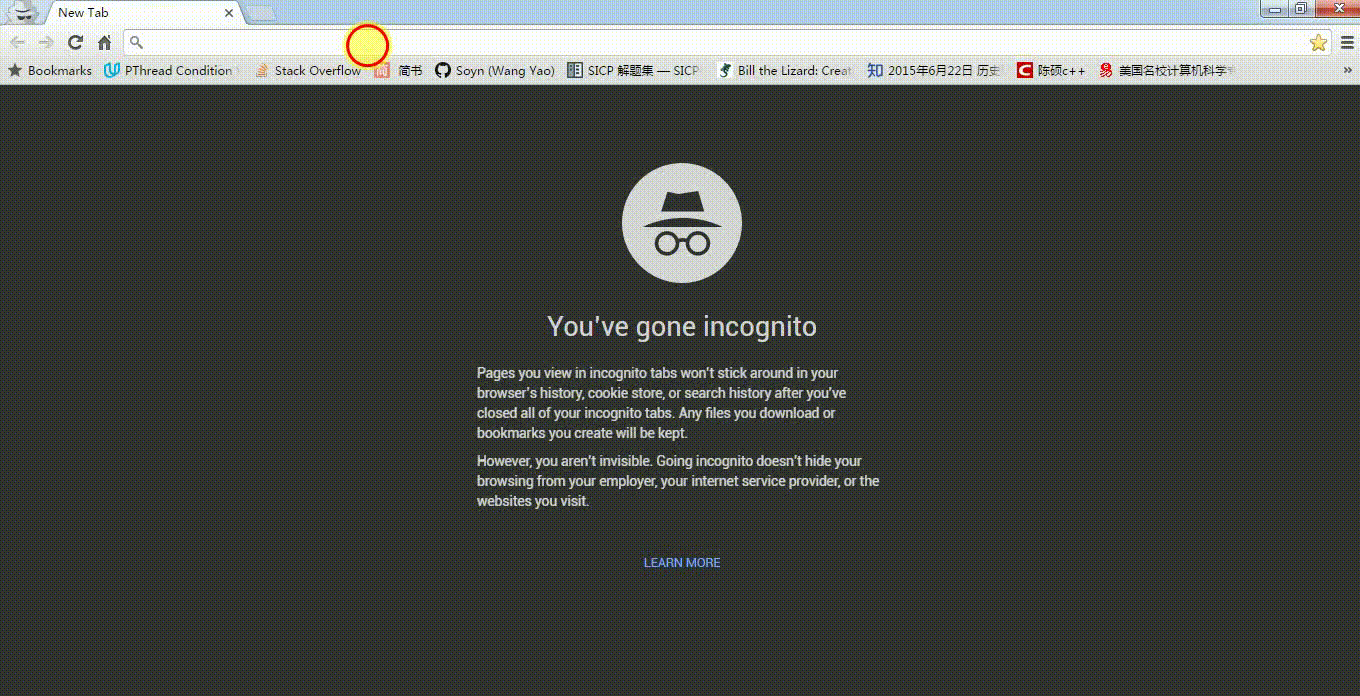 New Tab
Bookmarks PThread Condition Stack Overflow 简书 Soyn (Wang Yao) SICP 解题集 — SICP Bill the Lizard: Creat 知 2015年6月22日 历史 陈硕c++ 美国名校计算机科学
You've gone incognito
Pages you view in incognito tabs won't stick around in your
browser's history, cookie store, or search history after you've
closed all of your incognito tabs. Any files you download or
bookmarks you create will be kept.
However, you aren't invisible. Going incognito doesn't hide your
browsing from your employer, your internet service provider, or the
websites you visit.
LEARN MORE